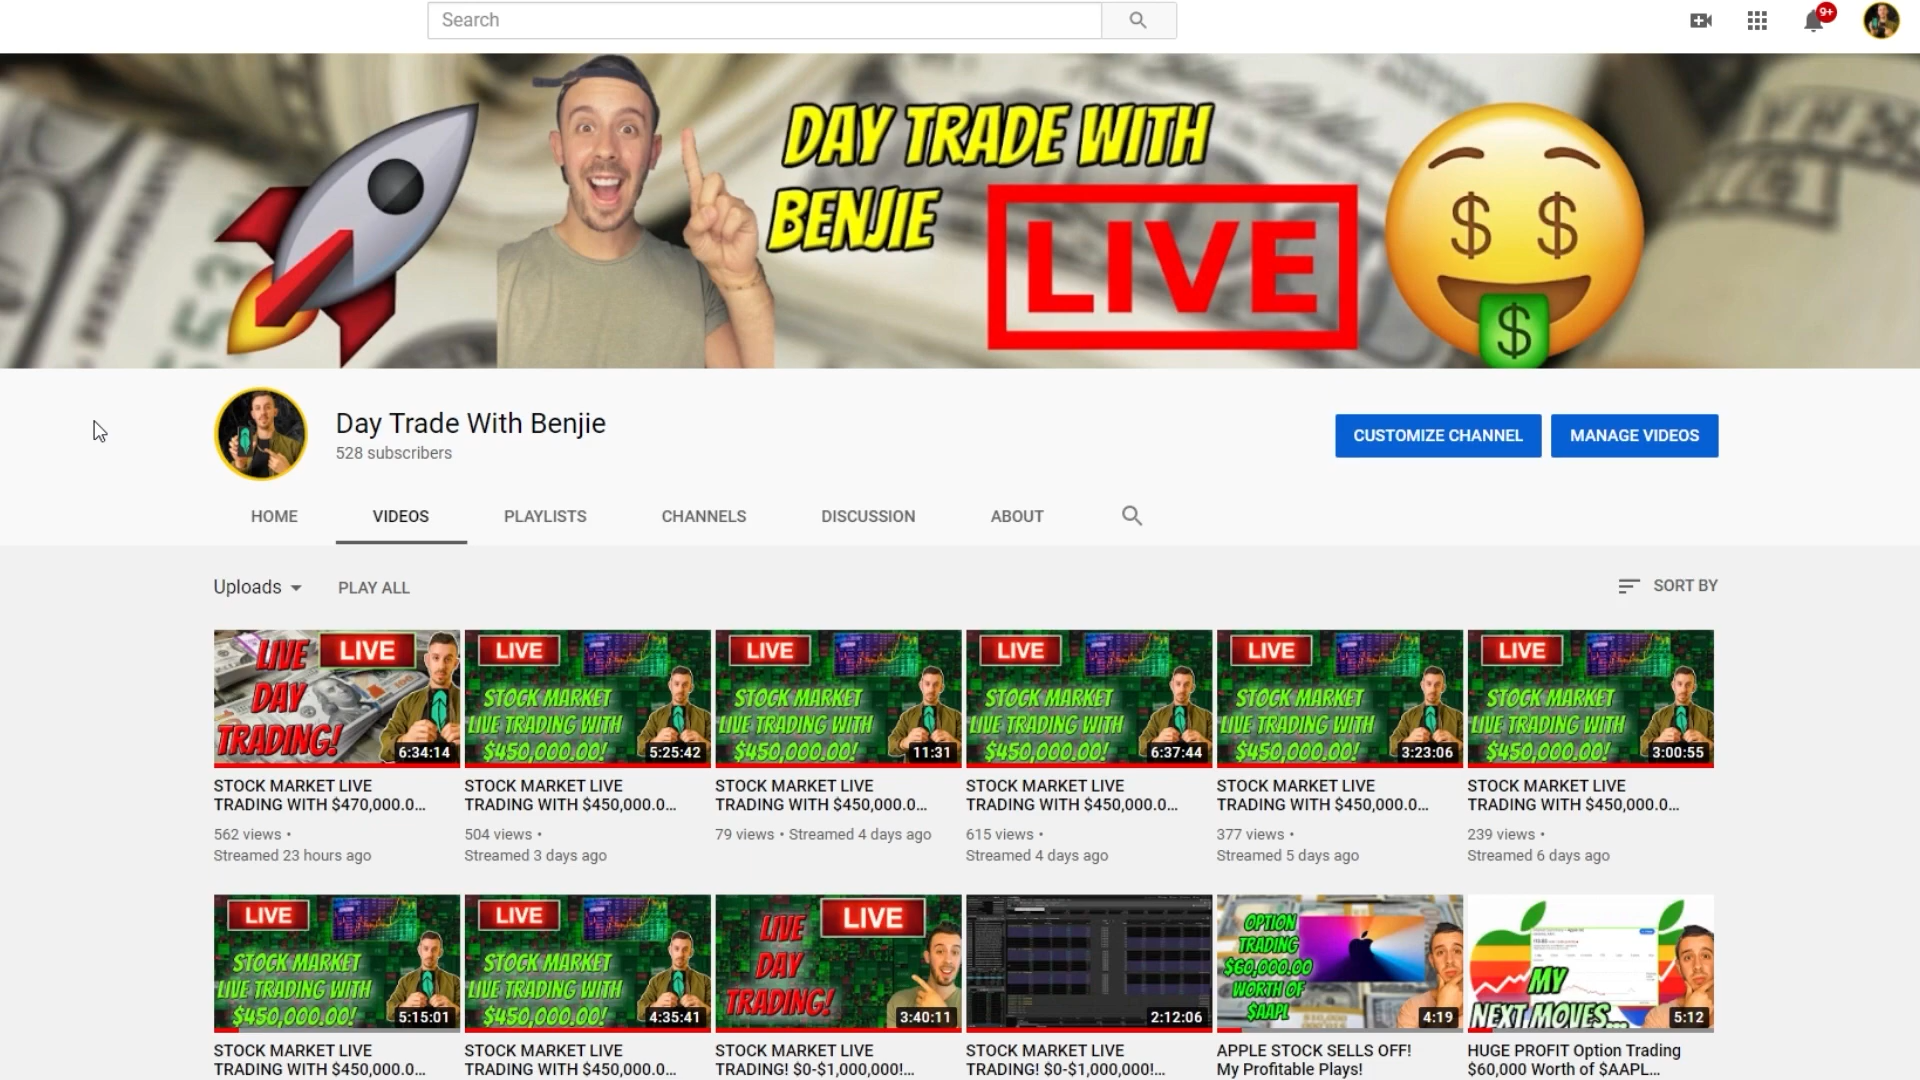 Search
9+
DAY TRADE WITH
BENJIE
LIVE
Day Trade With Benjie
528 subscribers
CUSTOMIZE CHANNEL
MANAGE VIDEOS
HOME
VIDEOS
PLAYLISTS
CHANNELS
DISCUSSION
ABOUT
Uploads
PLAY ALL
SORT BY
LIVE
DAY
TRADING!
LIVE
6:34:14
LIVE
STOCK MARKET
LIVE TRADING WITH
$450,000.00!
5:25:42
LIVE
STOCK MARKET
LIVE TRADING WITH
$450,000.00!
11:31
LIVE
STOCK MARKET
LIVE TRADING WITH
$450,000.00!
6:37:44
LIVE
STOCK MARKET
LIVE TRADING WITH
$450,000.00!
3:23:06
LIVE
STOCK MARKET
LIVE TRADING WITH
$450,000.00!
3:00:55
STOCK MARKET LIVE
TRADING WITH $470,000.0...
562 views •
Streamed 23 hours ago
STOCK MARKET LIVE
TRADING WITH $450,000.0...
504 views •
Streamed 3 days ago
STOCK MARKET LIVE
TRADING WITH $450,000.0...
79 views • Streamed 4 days ago
STOCK MARKET LIVE
TRADING WITH $450,000.0...
615 views •
Streamed 4 days ago
STOCK MARKET LIVE
TRADING WITH $450,000.0...
377 views •
Streamed 5 days ago
STOCK MARKET LIVE
TRADING WITH $450,000.0...
239 views •
Streamed 6 days ago
LIVE
STOCK MARKET
LIVE TRADING WITH
$450,000.00!
5:15:01
LIVE
STOCK MARKET
LIVE TRADING WITH
$450,000.00!
4:35:41
LIVE
DAY
TRADING!
LIVE
3:40:11
2:12:06
OPTION
TRADING
$60,000.00
WORTH OF
$AAPL
4:19
MY
NEXT MOVES...
5:12
STOCK MARKET LIVE
TRADING WITH $450,000.0...
STOCK MARKET LIVE
TRADING WITH $450,000.0...
STOCK MARKET LIVE
TRADING! $0-$1,000,000!...
STOCK MARKET LIVE
TRADING! $0-$1,000,000!...
APPLE STOCK SELLS OFF!
My Profitable Plays!
HUGE PROFIT Option Trading
$60,000 Worth of $AAPL...